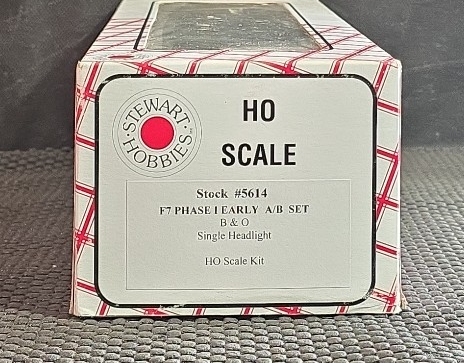 STEWART HOBBIES
HO
SCALE
Stock #5614
F7 PHASE I EARLY A/B SET
B & O
Single Headlight
HO Scale Kit